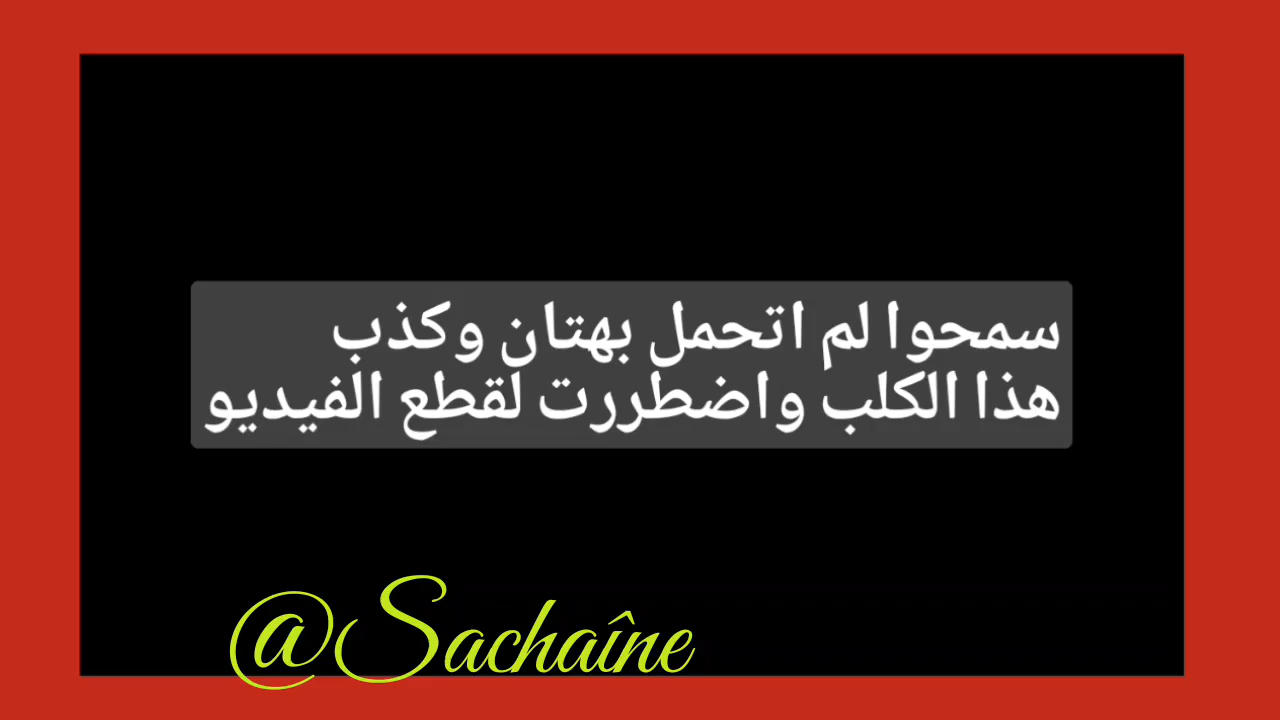 سمحوا لم اتحمل بهتان وكذب
هذا الكلب واضطررت لقطع الفيديو
@Sachaîne